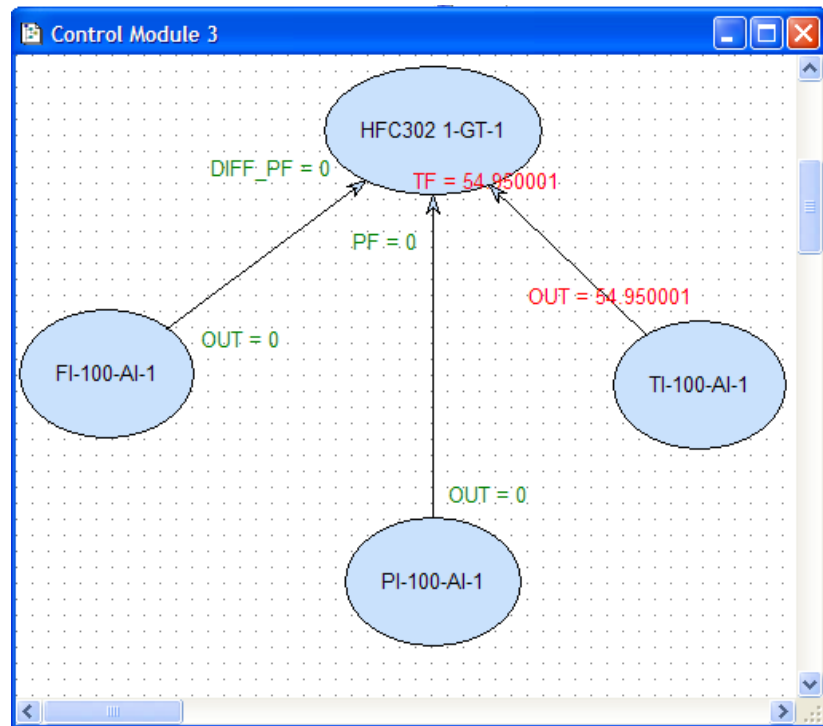 Control Module 3
HFC302 1-GT-1
DIFF_PF = 0
TF = 54.950001
PF = 0
OUT = 54.950001
OUT = 0
FI-100-AI-1
TI-100-AI-1
OUT = 0
PI-100-AI-1